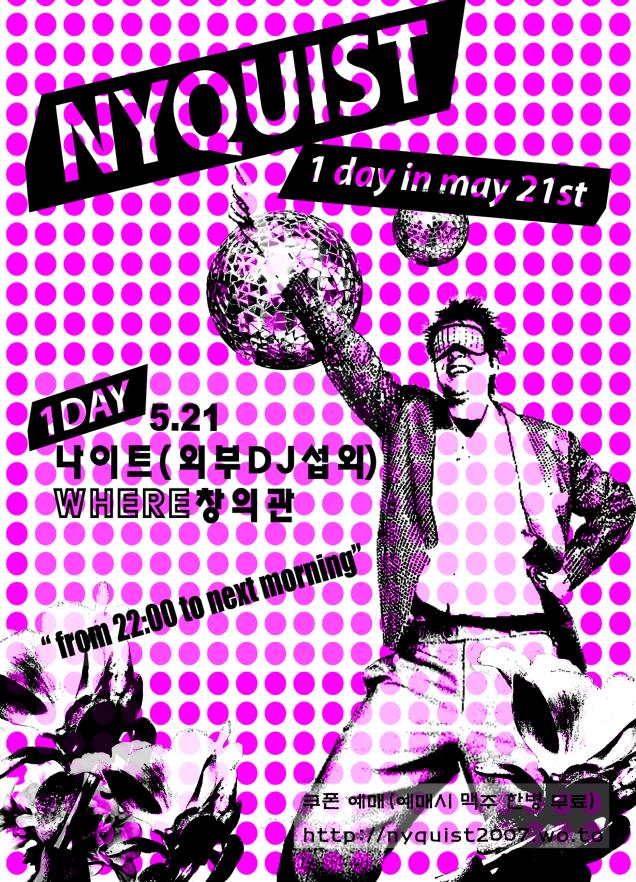 NYQUIST
1 day in may 21st
1DAY
5.21
나이트(외부DJ섭외)
WHERE창의관
“ from 22:00 to next morning”
쿠폰 예매(예매시 맥주 한병 무료)
http://nyquist2007.wo.to